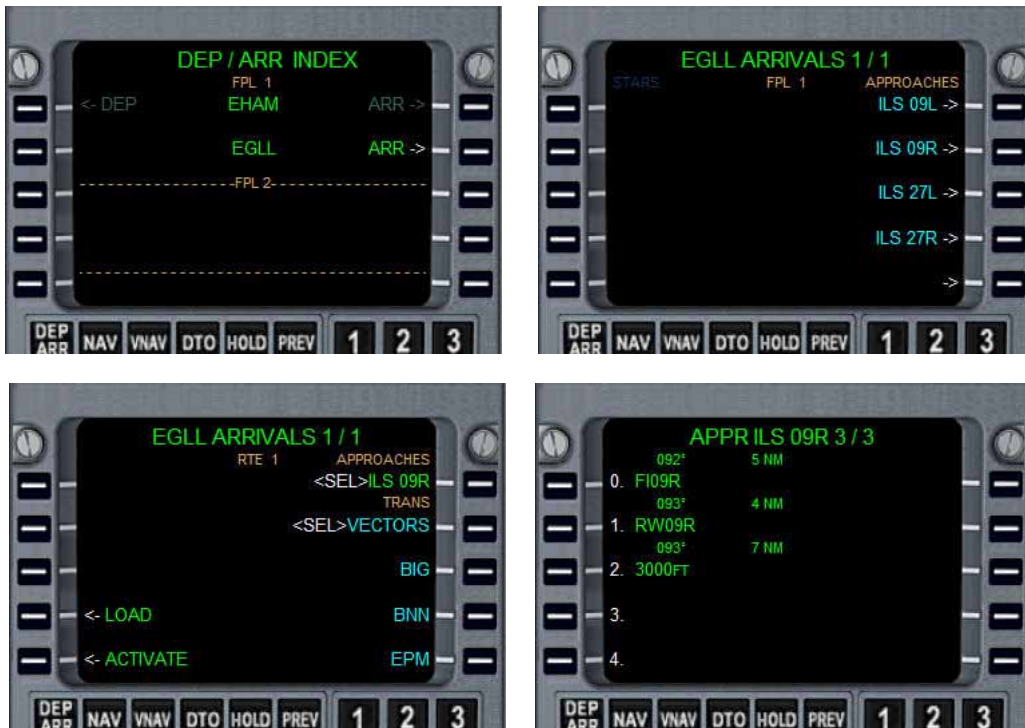 DEP / ARR INDEX
FPL 1
<- DEP EHAM ARR ->
EGLL ARR ->
FPL 2
DEP ARR NAV VNAV DTO HOLD PREV 1 2 3
EGLL ARRIVALS 1 / 1
STARS FPL 1 APPROACHES
ILS 09L ->
ILS 09R ->
ILS 27L ->
ILS 27R ->
->
DEP ARR NAV VNAV DTO HOLD PREV 1 2 3
EGLL ARRIVALS 1 / 1
RTE 1 APPROACHES
<SEL>ILS 09R
TRANS
<SEL>VECTORS
BIG
<- LOAD BNN
<- ACTIVATE EPM
DEP ARR NAV VNAV DTO HOLD PREV 1 2 3
APPR ILS 09R 3 / 3
092° 5 NM
0. FI09R
093° 4 NM
1. RW09R
093° 7 NM
2. 3000FT
3.
4.
DEP ARR NAV VNAV DTO HOLD PREV 1 2 3